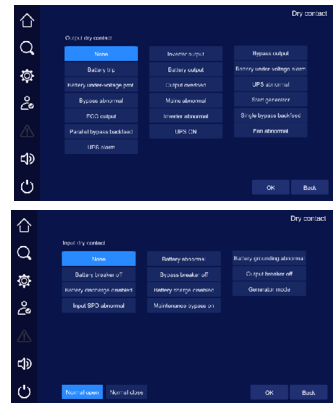 Dry contact
Output dry contact
None Inverter output Bypass output
Battery trip Battery output Battery under-voltage alarm
Battery under-voltage prot Output overload UPS abnormal
Bypass abnormal Mains abnormal Start generator
ECO output Inverter abnormal Single bypass backfeed
Parallel bypass backfeed UPS ON Fan abnormal
UPS alarm
OK Back
Dry contact
Input dry contact
None Battery abnormal Battery grounding abnormal
Battery breaker off Bypass breaker off Output breaker off
Battery discharge enabled Battery charge enabled Generator mode
Input SPD abnormal Maintenance bypass on
Normal open Normal close OK Back